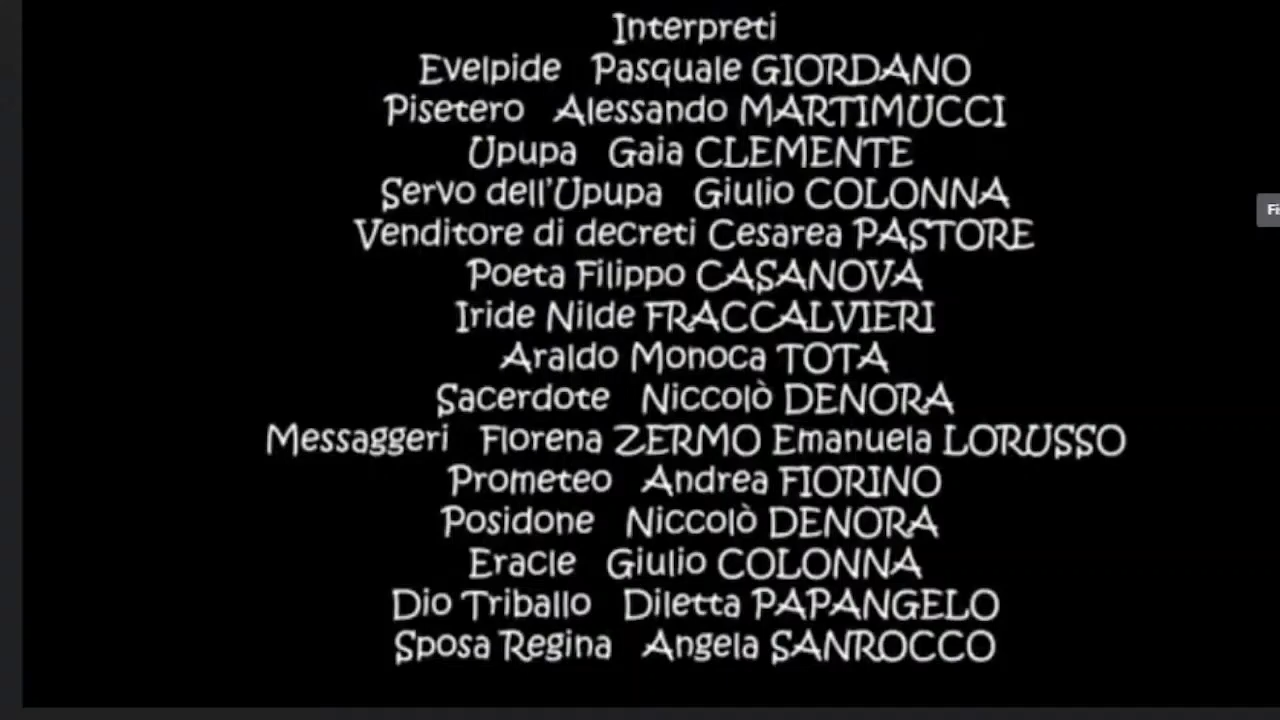 Interpreti
Evelpide Pasquale GIORDANO
Pisetero Alessando MARTIMUCCI
Upupa Gaia CLEMENTE
Servo dell'Upupa Giulio COLONNA
Venditore di decreti Cesarea PASTORE
Poeta Filippo CASANOVA
Iride Nilde FRACCALVIERI
Araldo Monoca TOTA
Sacerdote Niccolò DENORA
Messaggeri Florena ZERMO Emanuela LORUSSO
Prometeo Andrea FIORINO
Posidone Niccolò DENORA
Eracle Giulio COLONNA
Dio Triballo Diletta PAPANGELO
Sposa Regina Angela SANROCCO